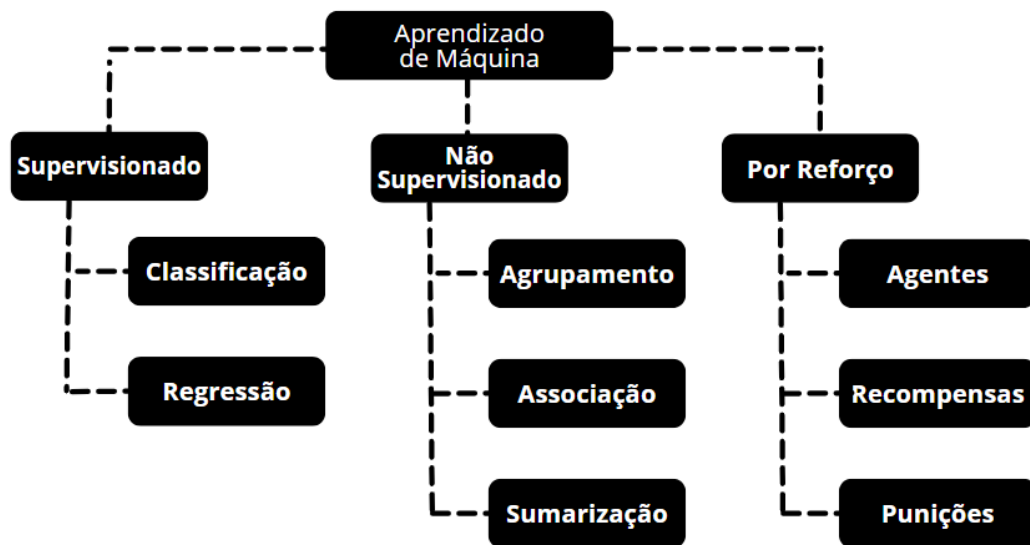 Aprendizado
de Máquina
Supervisionado
Não
Supervisionado
Por Reforço
Classificação
Agrupamento
Agentes
Regressão
Associação
Recompensas
Sumarização
Punições